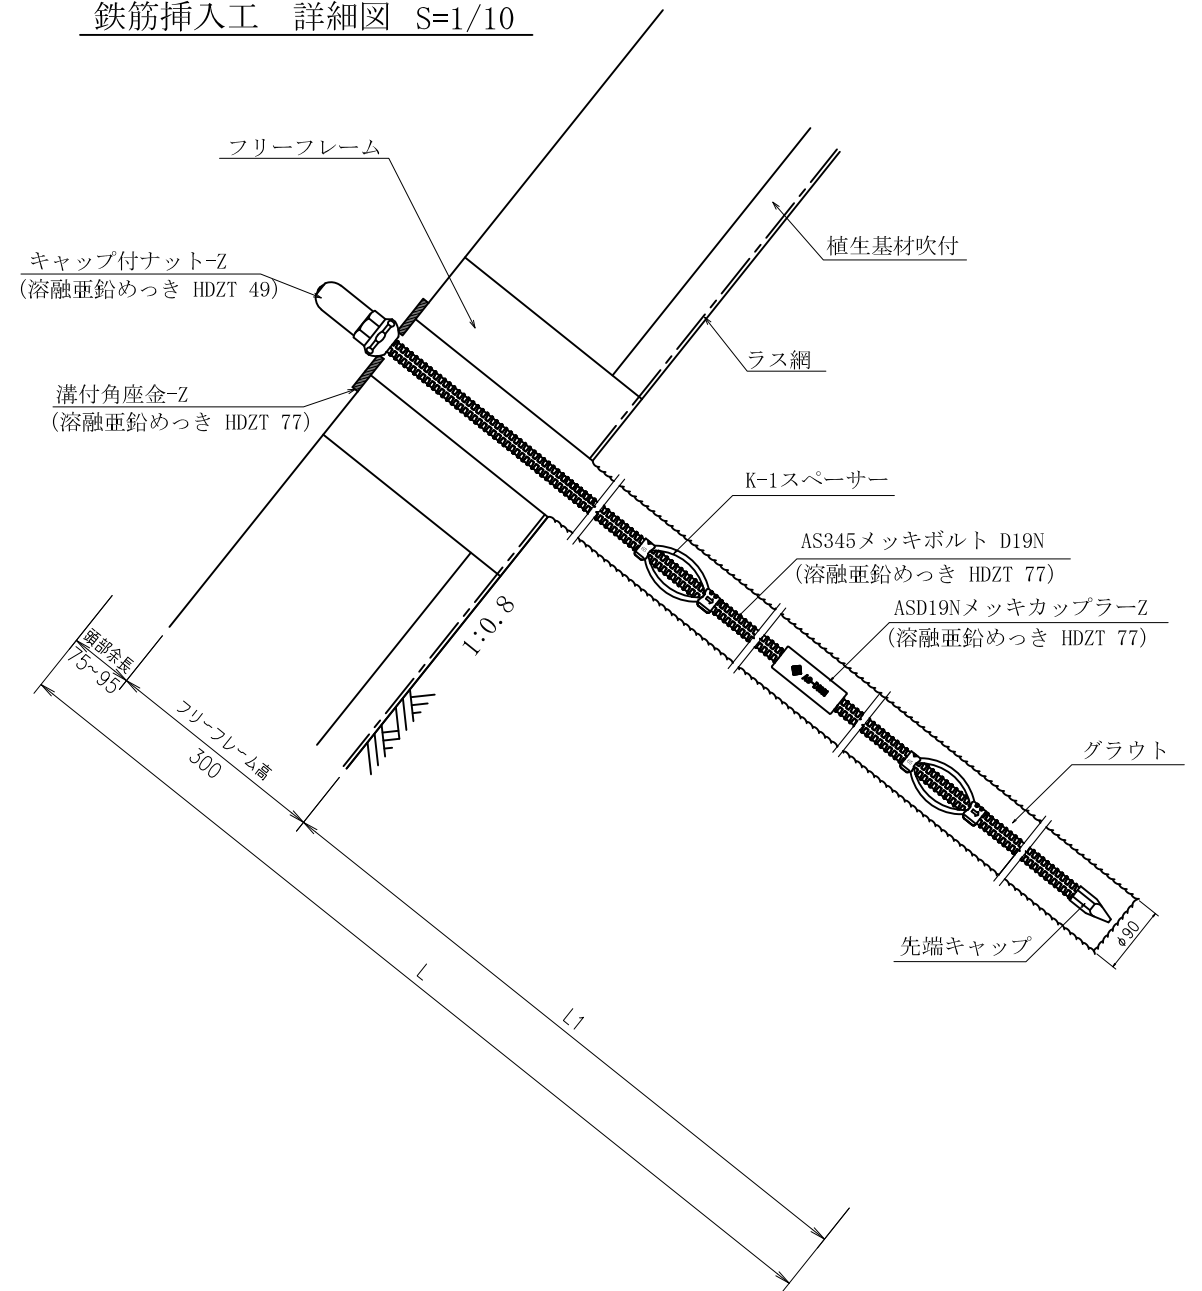 鉄筋挿入工　詳細図　S=1/10
フリーフレーム
植生基材吹付
キャップ付ナット-Z
(溶融亜鉛めっき HDZT 49)
ラス網
溝付角座金-Z
(溶融亜鉛めっき HDZT 77)
K-1スペーサー
AS345メッキボルト D19N
(溶融亜鉛めっき HDZT 77)
ASD19NメッキカップラーZ
(溶融亜鉛めっき HDZT 77)
1:0.8
頭部余長
75~95
フリーフレーム高
300
グラウト
先端キャップ
φ90
L
L1